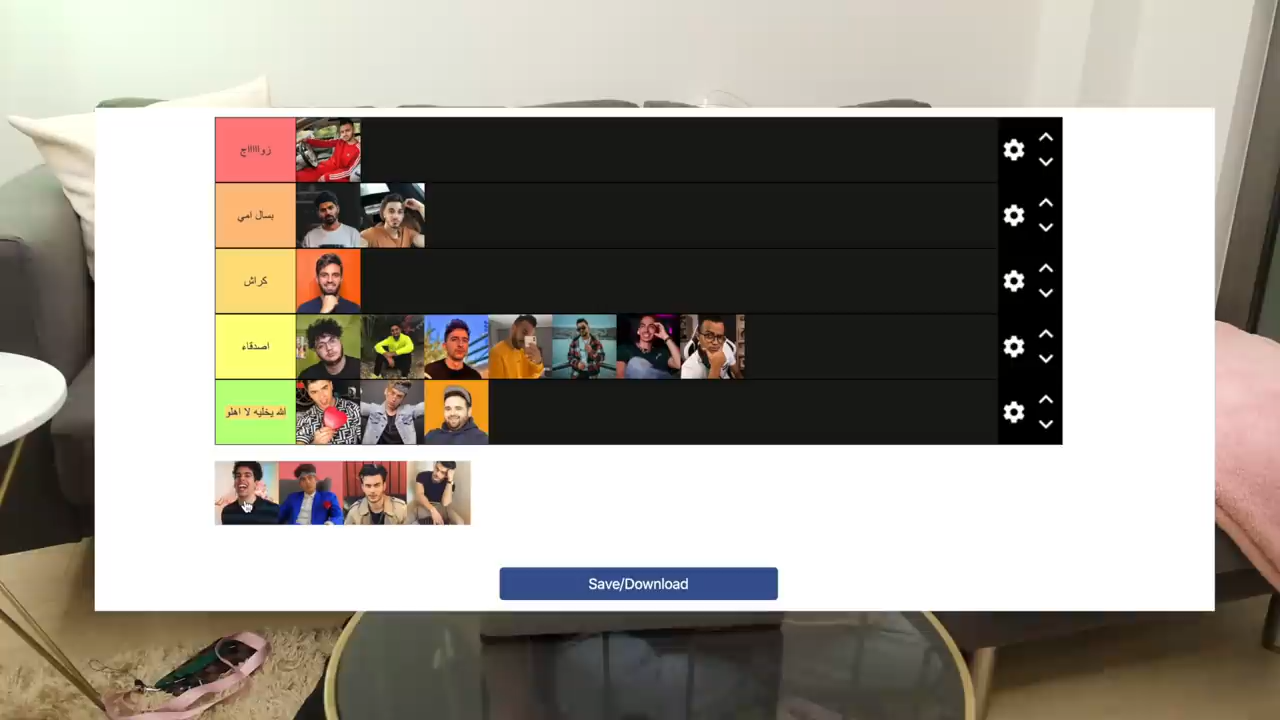 زواااااج
بسال امي
كراش
اصدقاء
الله يخليه لا اهلو
Save/Download